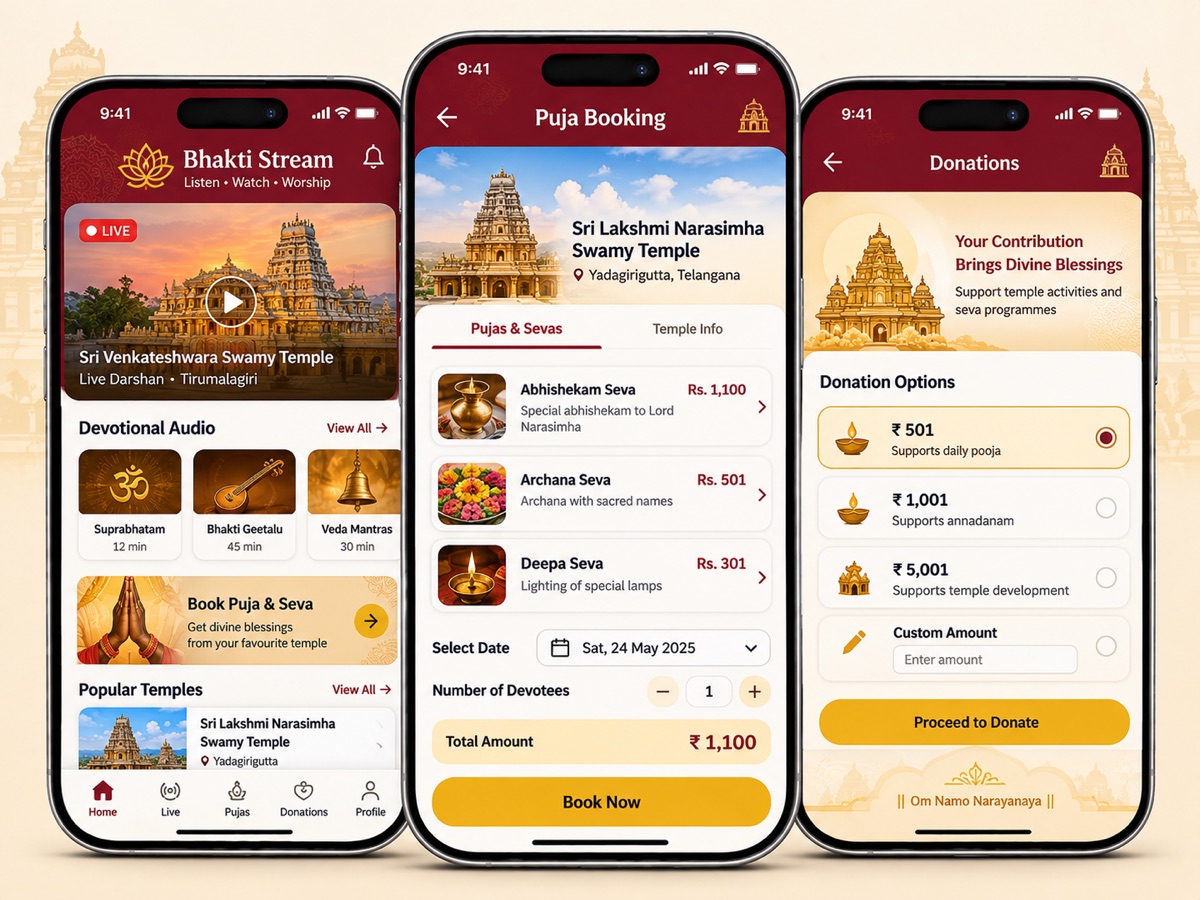 9:41
Bhakti Stream
Listen • Watch • Worship
LIVE
Sri Venkateshwara Swamy Temple
Live Darshan • Tirumalagiri
Devotional Audio
View All →
ॐ
Suprabhatam
12 min
Bhakti Geetalu
45 min
Veda Mantras
30 min
Book Puja & Seva
Get divine blessings
from your favourite temple
Popular Temples
View All →
Sri Lakshmi Narasimha
Swamy Temple
Yadagirigutta
Home
Live
Pujas
Donations
Profile
9:41
Puja Booking
Sri Lakshmi Narasimha
Swamy Temple
Yadagirigutta, Telangana
Pujas & Sevas
Temple Info
Abhishekam Seva
Rs. 1,100
Special abhishekam to Lord
Narasimha
Archana Seva
Rs. 501
Archana with sacred names
Deepa Seva
Rs. 301
Lighting of special lamps
Select Date
Sat, 24 May 2025
Number of Devotees
− 1 +
Total Amount
₹ 1,100
Book Now
9:41
Donations
Your Contribution
Brings Divine Blessings
Support temple activities and
seva programmes
Donation Options
₹ 501
Supports daily pooja
₹ 1,001
Supports annadanam
₹ 5,001
Supports temple development
Custom Amount
Enter amount
Proceed to Donate
|| Om Namo Narayanaya ||